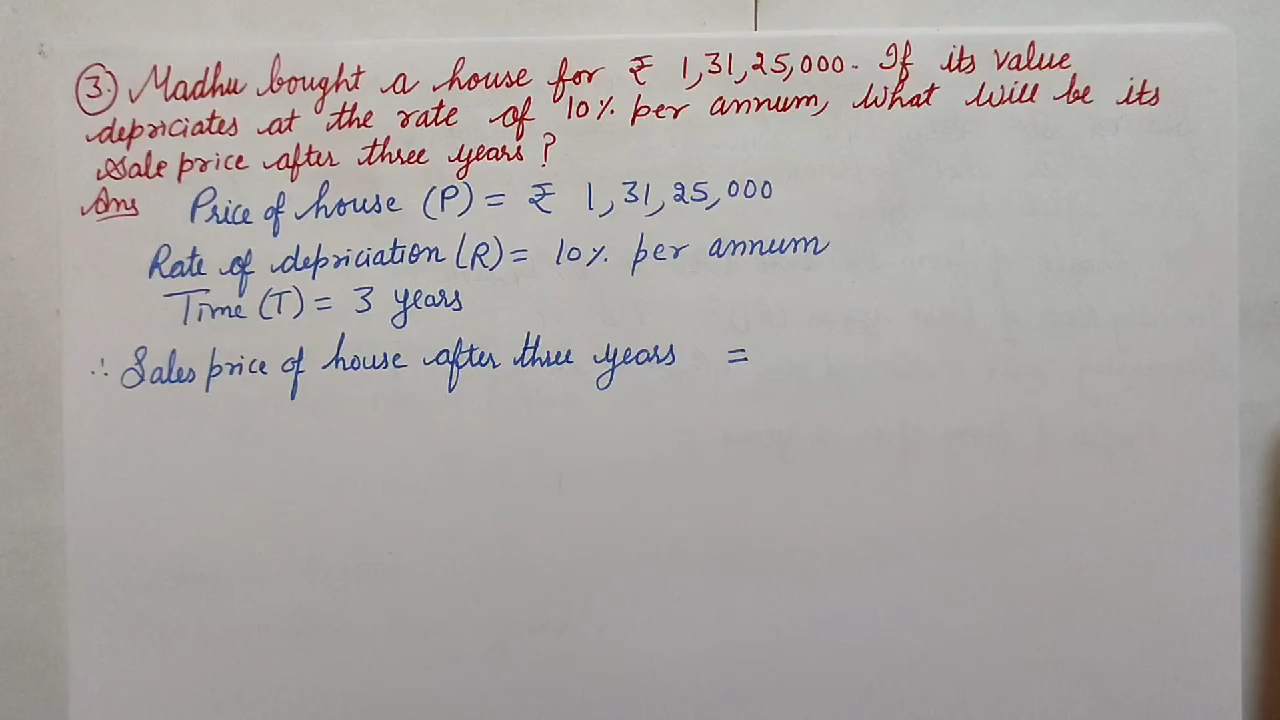 3. Madhu bought a house for ₹ 1,31,25,000. If its value
depriciates at the rate of 10% per annum, What will be its
Sale price after three years?
Ans Price of house (P) = ₹ 1,31,25,000
Rate of depriciation (R) = 10% per annum
Time (T) = 3 years
∴ Sales price of house after three years =